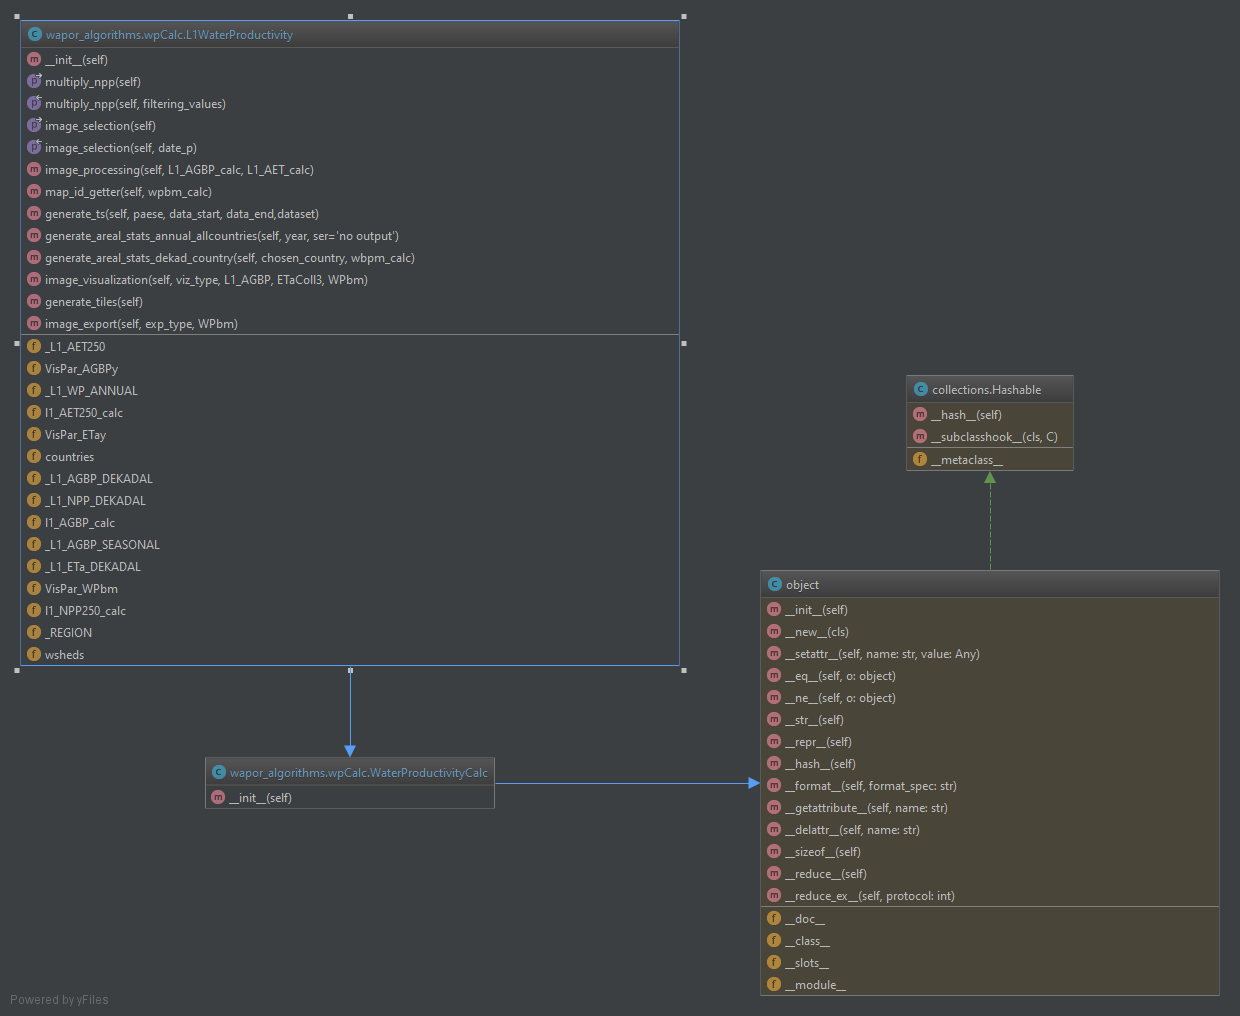 wapor_algorithms.wpCalc.L1WaterProductivity
__init__(self)
multiply_npp(self)
multiply_npp(self, filtering_values)
image_selection(self)
image_selection(self, date_p)
image_processing(self, L1_AGBP_calc, L1_AET_calc)
map_id_getter(self, wpbm_calc)
generate_ts(self, paese, data_start, data_end,dataset)
generate_areal_stats_annual_allcountries(self, year, ser='no output')
generate_areal_stats_dekad_country(self, chosen_country, wbpm_calc)
image_visualization(self, viz_type, L1_AGBP, ETaColl3, WPbm)
generate_tiles(self)
image_export(self, exp_type, WPbm)
_L1_AET250
VisPar_AGBPy
_L1_WP_ANNUAL
l1_AET250_calc
VisPar_ETay
countries
_L1_AGBP_DEKADAL
_L1_NPP_DEKADAL
l1_AGBP_calc
_L1_AGBP_SEASONAL
_L1_ETa_DEKADAL
VisPar_WPbm
l1_NPP250_calc
_REGION
wsheds
collections.Hashable
__hash__(self)
__subclasshook__(cls, C)
__metaclass__
wapor_algorithms.wpCalc.WaterProductivityCalc
__init__(self)
object
__init__(self)
__new__(cls)
__setattr__(self, name: str, value: Any)
__eq__(self, o: object)
__ne__(self, o: object)
__str__(self)
__repr__(self)
__hash__(self)
__format__(self, format_spec: str)
__getattribute__(self, name: str)
__delattr__(self, name: str)
__sizeof__(self)
__reduce__(self)
__reduce_ex__(self, protocol: int)
__doc__
__class__
__slots__
__module__
Powered by yFiles